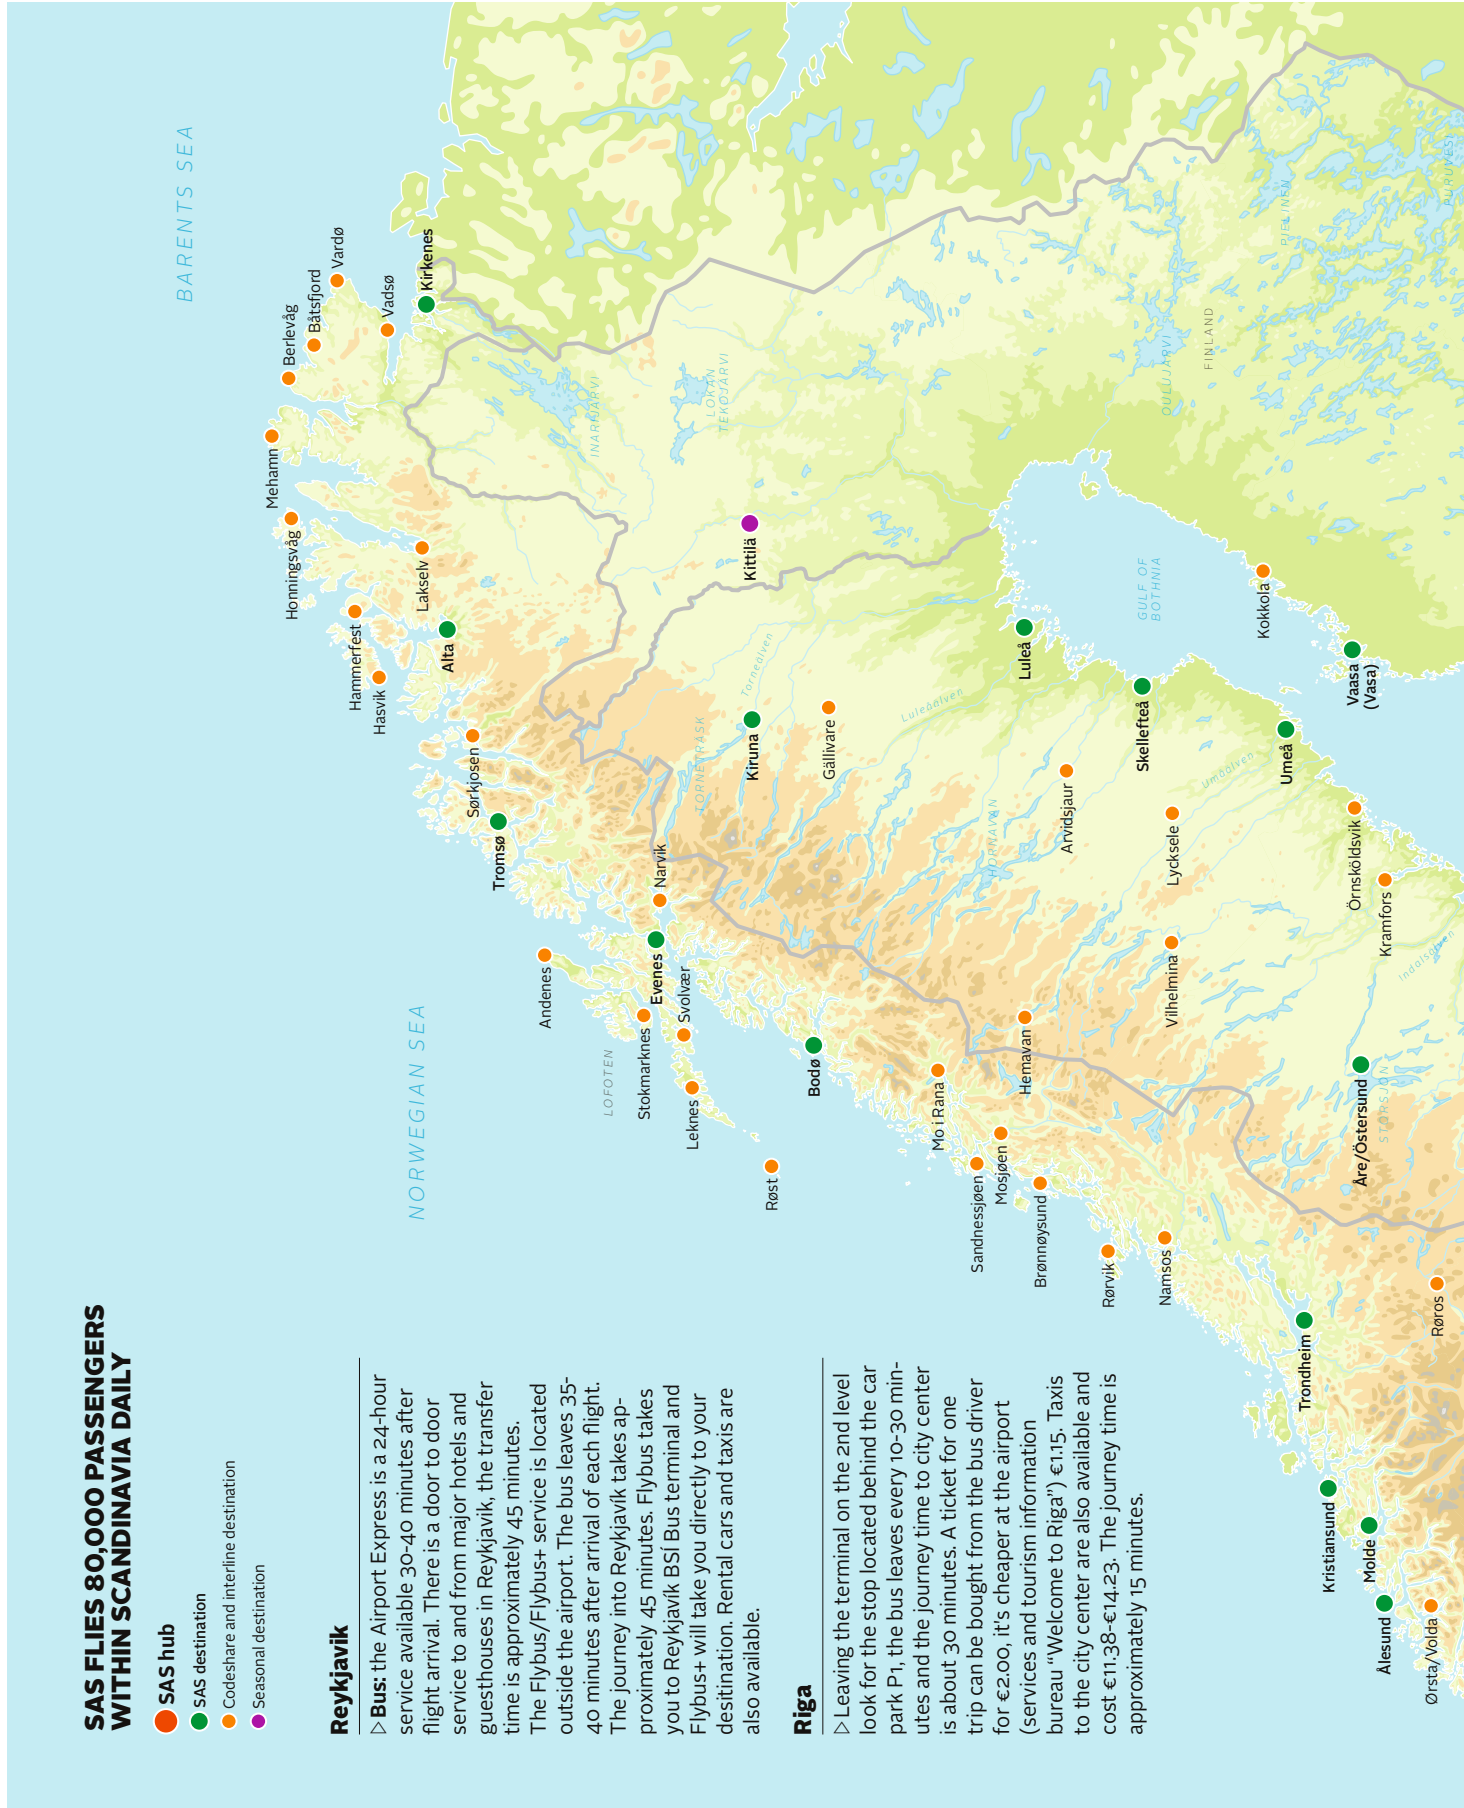 SAS FLIES 80,000 PASSENGERS
WITHIN SCANDINAVIA DAILY
SAS hub
SAS destination
Codeshare and interline destination
Seasonal destination
Reykjavik
▷ Bus: the Airport Express is a 24-hour
service available 30-40 minutes after
flight arrival. There is a door to door
service to and from major hotels and
guesthouses in Reykjavik, the transfer
time is approximately 45 minutes.
The Flybus/Flybus+ service is located
outside the airport. The bus leaves 35-
40 minutes after arrival of each flight.
The journey into Reykjavík takes ap-
proximately 45 minutes. Flybus takes
you to Reykjavík BSÍ Bus terminal and
Flybus+ will take you directly to your
desitination. Rental cars and taxis are
also available.
Riga
▷ Leaving the terminal on the 2nd level
look for the stop located behind the car
park P1, the bus leaves every 10-30 min-
utes and the journey time to city center
is about 30 minutes. A ticket for one
trip can be bought from the bus driver
for €2.00, it's cheaper at the airport
(services and tourism information
bureau "Welcome to Riga") €1.15. Taxis
to the city center are also available and
cost €11.38-€14.23. The journey time is
approximately 15 minutes.
BARENTS SEA
NORWEGIAN SEA
Mehamn
Berlevåg
Båtsfjord
Vardø
Vadsø
Kirkenes
Honningsvåg
Hammerfest
Hasvik
Lakselv
Alta
Sørkjosen
Tromsø
Andenes
Narvik
Evenes
Stokmarknes
Svolvær
LOFOTEN
Leknes
Røst
Bodø
INARIJÄRVI
LOKAN
TEKOJÄRVI
Kittilä
TORNETRÄSK
Torneälven
Kiruna
Gällivare
Luleåälven
HORNAVAN
Luleå
Arvidsjaur
Skellefteå
GULF OF
BOTHNIA
OULUJÄRVI
FINLAND
PIELINEN
PURUVESI
Kokkola
Vaasa
(Vasa)
Umeälven
Umeå
Lycksele
Vilhelmina
Hemavan
Mo i Rana
Mosjøen
Sandnessjøen
Brønnøysund
Rørvik
Namsos
Örnsköldsvik
Kramfors
Indalsälven
Åre/Östersund
STORSJÖN
Trondheim
Røros
Kristiansund
Molde
Ålesund
Ørsta/Volda